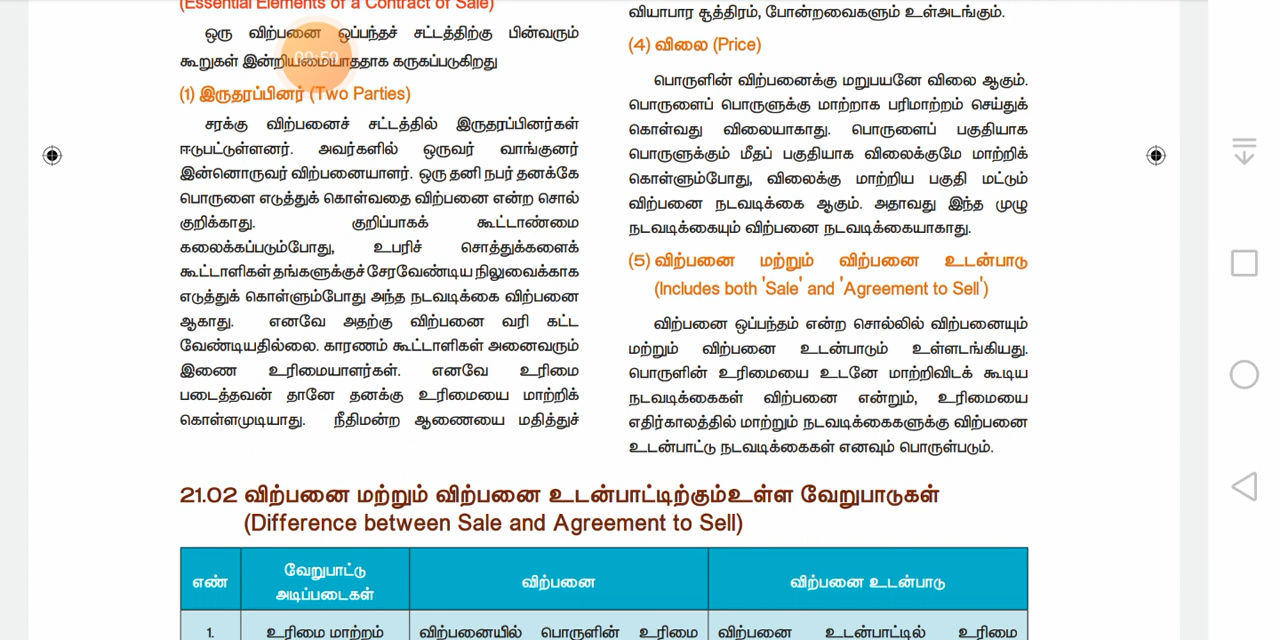 (Essential Elements of a Contract of Sale)
ஒரு விற்பனை ஒப்பந்தச் சட்டத்திற்கு பின்வரும்
கூறுகள் இன்றியமையாததாக கருகப்படுகிறது
00:50
(1) இருதரப்பினர் (Two Parties)
சரக்கு விற்பனைச் சட்டத்தில் இருதரப்பினர்கள்
ஈடுபட்டுள்ளனர். அவர்களில் ஒருவர் வாங்குனர்
இன்னொருவர் விற்பனையாளர். ஒரு தனி நபர் தனக்கே
பொருளை எடுத்துக் கொள்வதை விற்பனை என்ற சொல்
குறிக்காது. குறிப்பாகக் கூட்டாண்மை
கலைக்கப்படும்போது, உபரிச் சொத்துக்களைக்
கூட்டாளிகள் தங்களுக்குச் சேரவேண்டிய நிலுவைக்காக
எடுத்துக் கொள்ளும்போது அந்த நடவடிக்கை விற்பனை
ஆகாது. எனவே அதற்கு விற்பனை வரி கட்ட
வேண்டியதில்லை. காரணம் கூட்டாளிகள் அனைவரும்
இணை உரிமையாளர்கள். எனவே உரிமை
படைத்தவன் தானே தனக்கு உரிமையை மாற்றிக்
கொள்ளமுடியாது. நீதிமன்ற ஆணையை மதித்துச்
வியாபார சூத்திரம், போன்றவைகளும் உள்அடங்கும்.
(4) விலை (Price)
பொருளின் விற்பனைக்கு மறுபயனே விலை ஆகும்.
பொருளைப் பொருளுக்கு மாற்றாக பரிமாற்றம் செய்துக்
கொள்வது விலையாகாது. பொருளைப் பகுதியாக
பொருளுக்கும் மீதப் பகுதியாக விலைக்குமே மாற்றிக்
கொள்ளும்போது, விலைக்கு மாற்றிய பகுதி மட்டும்
விற்பனை நடவடிக்கை ஆகும். அதாவது இந்த முழு
நடவடிக்கையும் விற்பனை நடவடிக்கையாகாது.
(5) விற்பனை மற்றும் விற்பனை உடன்பாடு
(Includes both 'Sale' and 'Agreement to Sell')
விற்பனை ஒப்பந்தம் என்ற சொல்லில் விற்பனையும்
மற்றும் விற்பனை உடன்பாடும் உள்ளடங்கியது.
பொருளின் உரிமையை உடனே மாற்றிவிடக் கூடிய
நடவடிக்கைகள் விற்பனை என்றும், உரிமையை
எதிர்காலத்தில் மாற்றும் நடவடிக்கைகளுக்கு விற்பனை
உடன்பாட்டு நடவடிக்கைகள் எனவும் பொருள்படும்.
21.02 விற்பனை மற்றும் விற்பனை உடன்பாட்டிற்கும்உள்ள வேறுபாடுகள்
(Difference between Sale and Agreement to Sell)
எண் வேறுபாட்டு அடிப்படைகள் விற்பனை விற்பனை உடன்பாடு
1. உரிமை மாற்றம் விற்பனையில் பொருளின் உரிமை விற்பனை உடன்பாட்டில் உரிமை